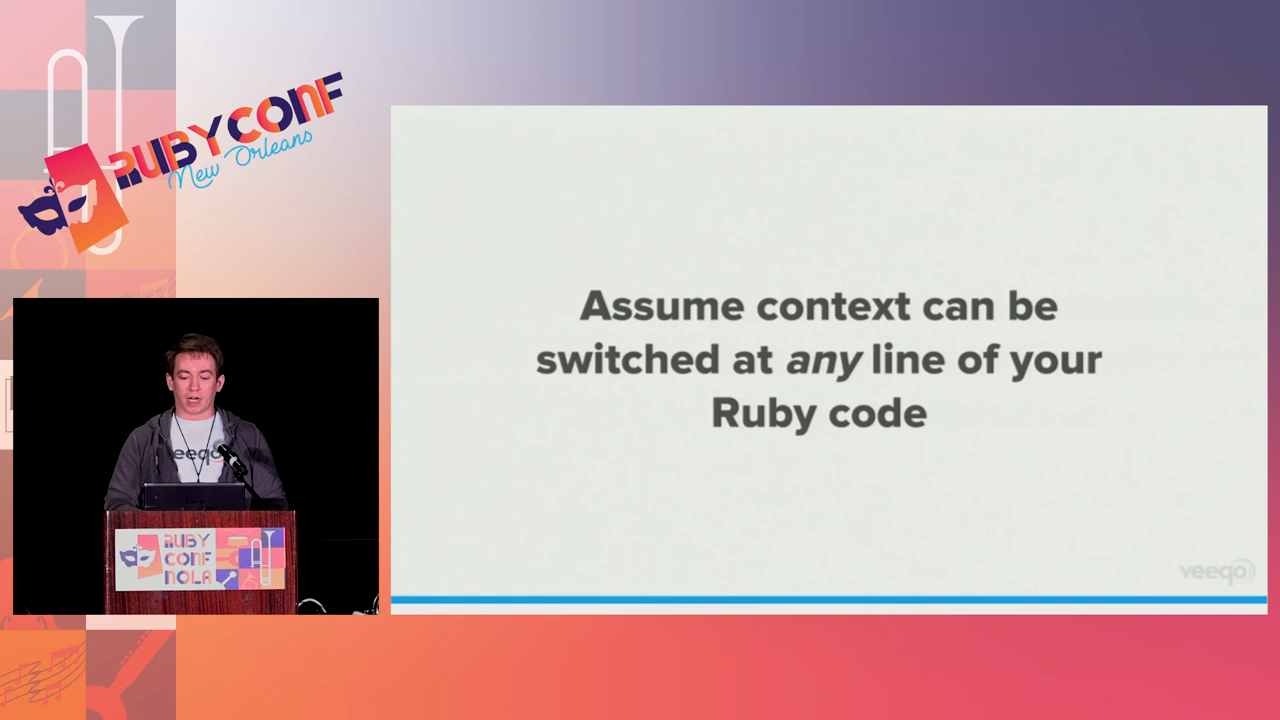 RUBYCONF
New Orleans
Assume context can be
switched at any line of your
Ruby code
veeqo
veeqo
RUBY
CONF
NOLA